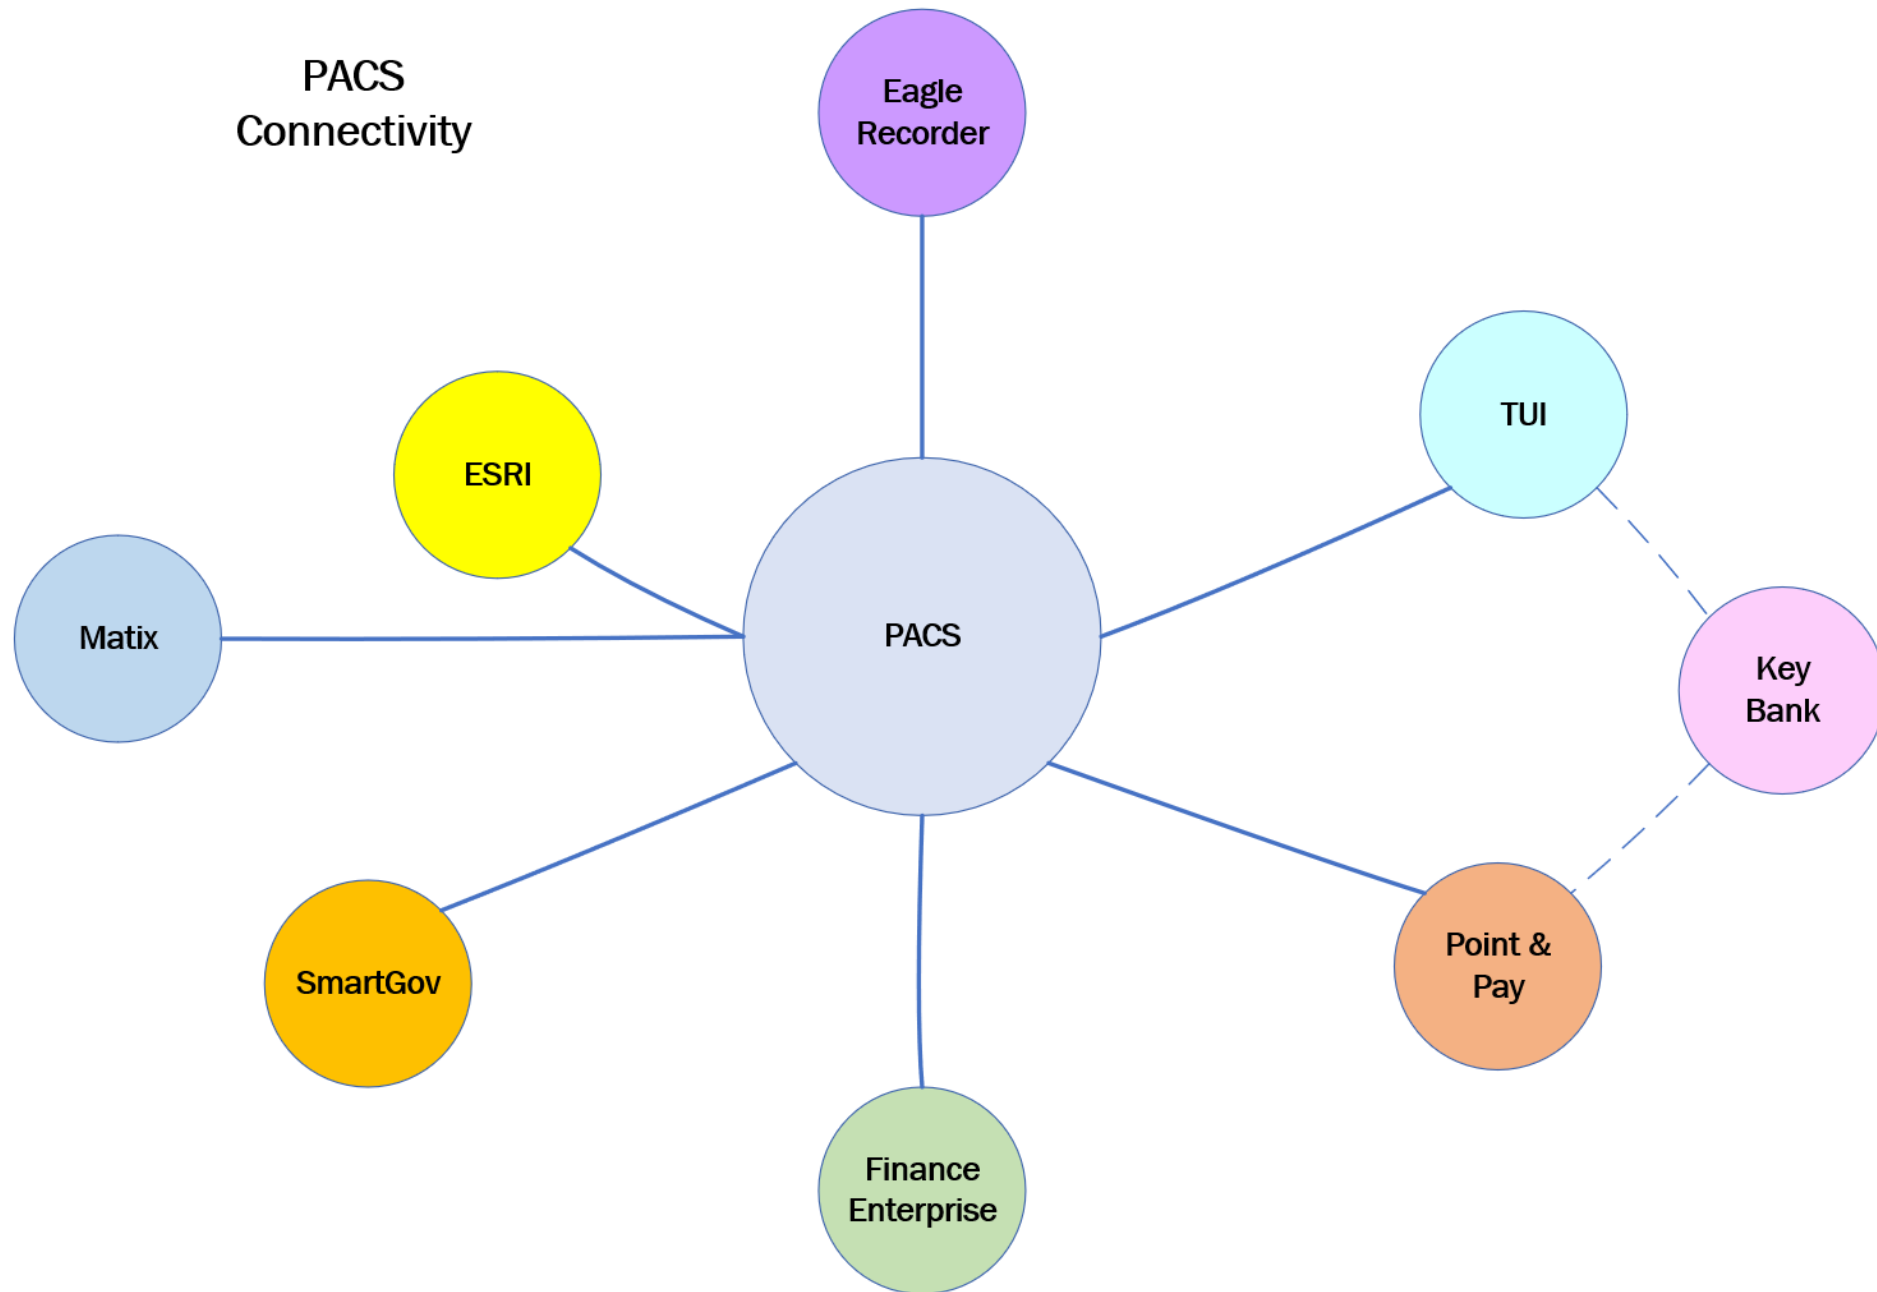 PACS
Connectivity
Eagle
Recorder
TUI
ESRI
Matix
PACS
Key
Bank
SmartGov
Point &
Pay
Finance
Enterprise